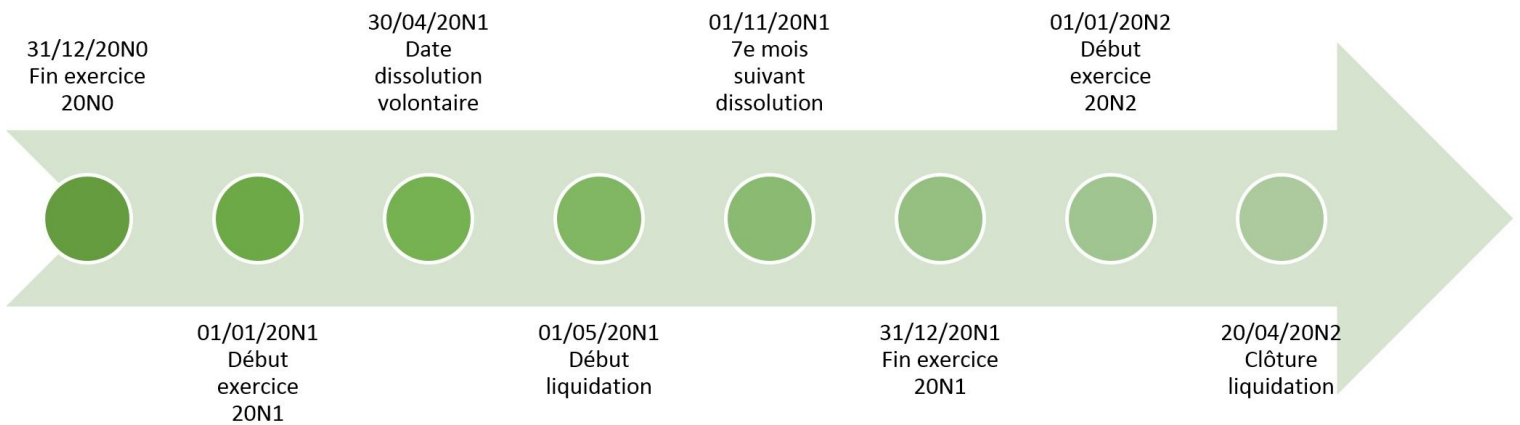 31/12/20N0
Fin exercice
20N0
01/01/20N1
Début
exercice
20N1
30/04/20N1
Date
dissolution
volontaire
01/05/20N1
Début
liquidation
01/11/20N1
7e mois
suivant
dissolution
31/12/20N1
Fin exercice
20N1
01/01/20N2
Début
exercice
20N2
20/04/20N2
Clôture
liquidation